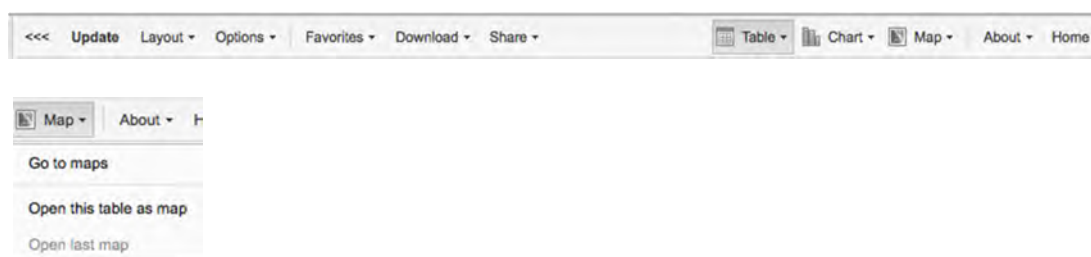 <<< Update Layout Options Favorites Download Share Table Chart Map About Home
Map About H
Go to maps
Open this table as map
Open last map